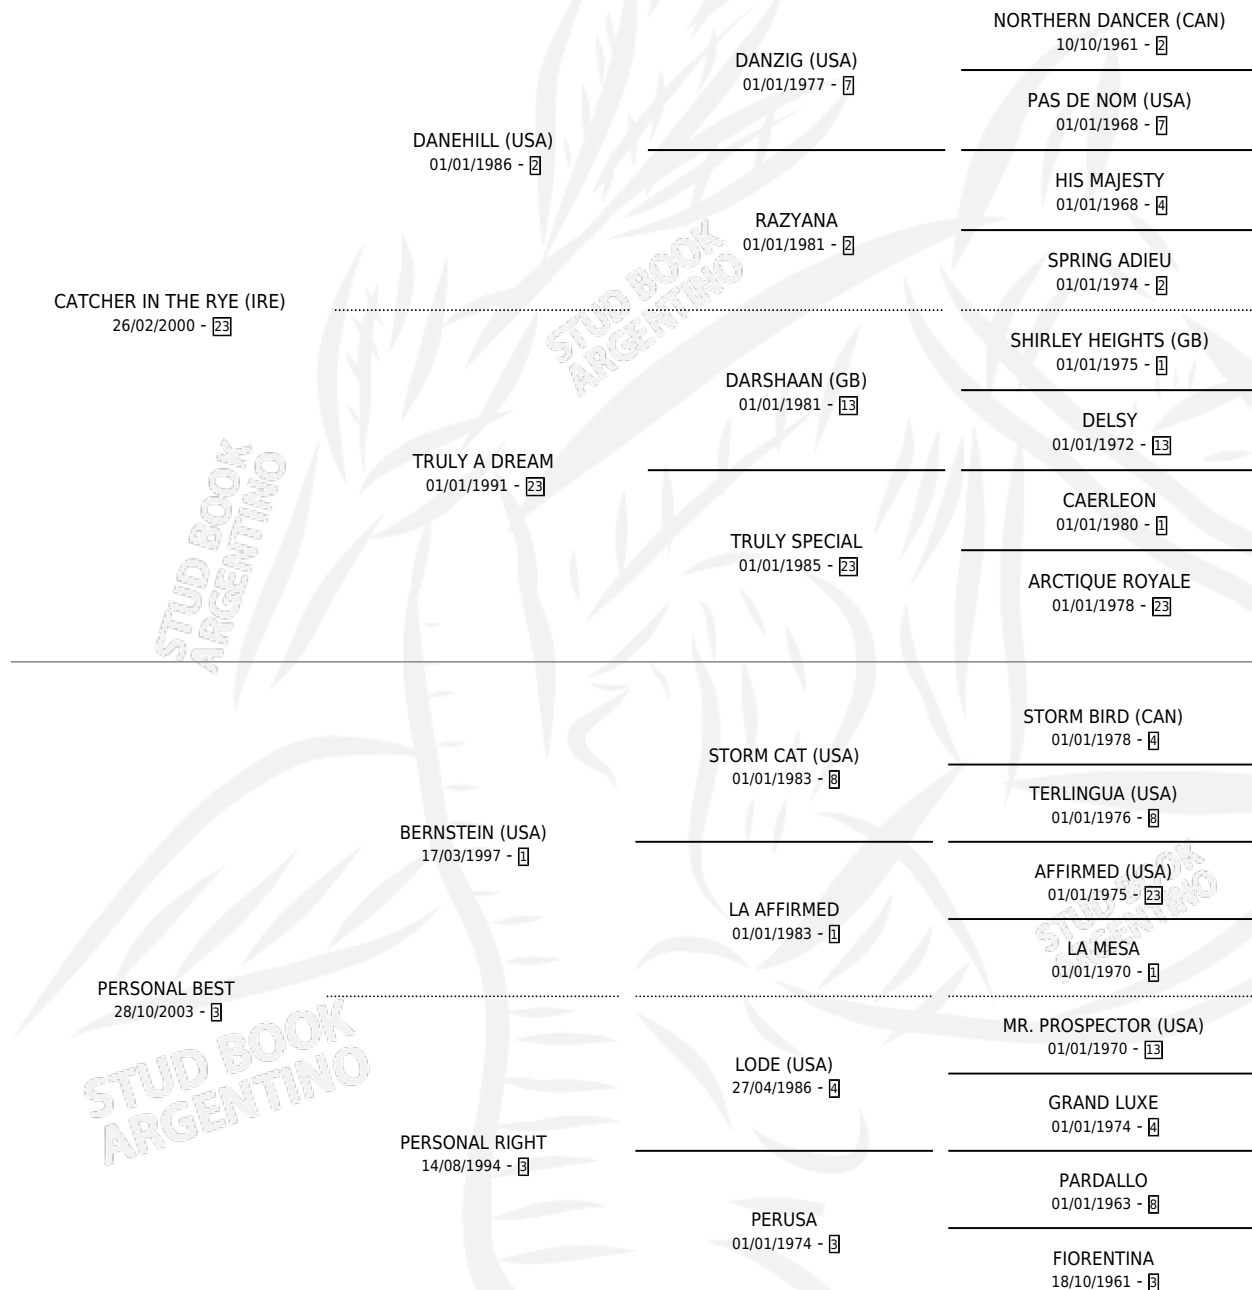 NORTHERN DANCER (CAN)
10/10/1961 - 2
DANZIG (USA)
01/01/1977 - 7
PAS DE NOM (USA)
01/01/1968 - 7
DANEHILL (USA)
01/01/1986 - 2
HIS MAJESTY
01/01/1968 - 4
RAZYANA
01/01/1981 - 2
SPRING ADIEU
01/01/1974 - 2
CATCHER IN THE RYE (IRE)
26/02/2000 - 23
STUD BOOK
ARGENTINO
SHIRLEY HEIGHTS (GB)
01/01/1975 - 1
DARSHAAN (GB)
01/01/1981 - 13
DELSY
01/01/1972 - 13
TRULY A DREAM
01/01/1991 - 23
CAERLEON
01/01/1980 - 1
TRULY SPECIAL
01/01/1985 - 23
ARCTIQUE ROYALE
01/01/1978 - 23
STUD BOOK
ARGENTINO
STORM BIRD (CAN)
01/01/1978 - 4
STORM CAT (USA)
01/01/1983 - 8
TERLINGUA (USA)
01/01/1976 - 8
BERNSTEIN (USA)
17/03/1997 - 1
AFFIRMED (USA)
01/01/1975 - 23
LA AFFIRMED
01/01/1983 - 1
STUD BOOK
ARGENTINO
LA MESA
01/01/1970 - 1
PERSONAL BEST
28/10/2003 - 3
MR. PROSPECTOR (USA)
01/01/1970 - 13
LODE (USA)
27/04/1986 - 4
STUD BOOK
ARGENTINO
GRAND LUXE
01/01/1974 - 4
PERSONAL RIGHT
14/08/1994 - 3
PARDALLO
01/01/1963 - 8
PERUSA
01/01/1974 - 3
FIORENTINA
18/10/1961 - 3